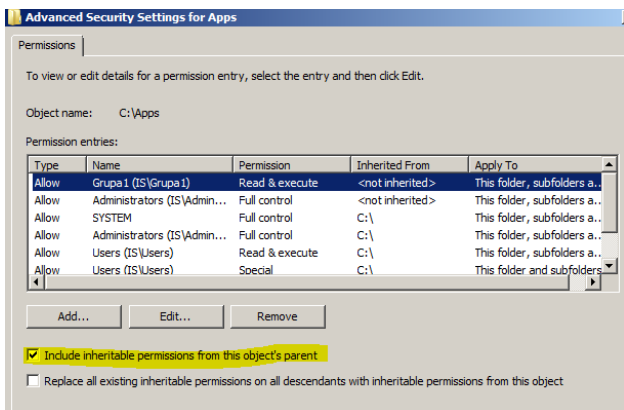 Advanced Security Settings for Apps
Permissions
To view or edit details for a permission entry, select the entry and then click Edit.
Object name: C:\Apps
Permission entries:
Type Name Permission Inherited From Apply To
Allow Grupa1 (IS\Grupa1) Read & execute <not inherited> This folder, subfolders a...
Allow Administrators (IS\Admin... Full control <not inherited> This folder, subfolders a...
Allow SYSTEM Full control C:\ This folder, subfolders a...
Allow Administrators (IS\Admin... Full control C:\ This folder, subfolders a...
Allow Users (IS\Users) Read & execute C:\ This folder, subfolders a...
Allow Users (IS\Users) Special C:\ This folder and subfolders
Add... Edit... Remove
Include inheritable permissions from this object's parent
Replace all existing inheritable permissions on all descendants with inheritable permissions from this object